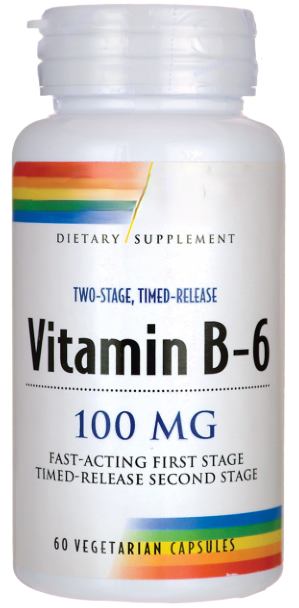 DIETARY SUPPLEMENT
TWO-STAGE, TIMED-RELEASE
Vitamin B-6
100 MG
FAST-ACTING FIRST STAGE
TIMED-RELEASE SECOND STAGE
60 VEGETARIAN CAPSULES